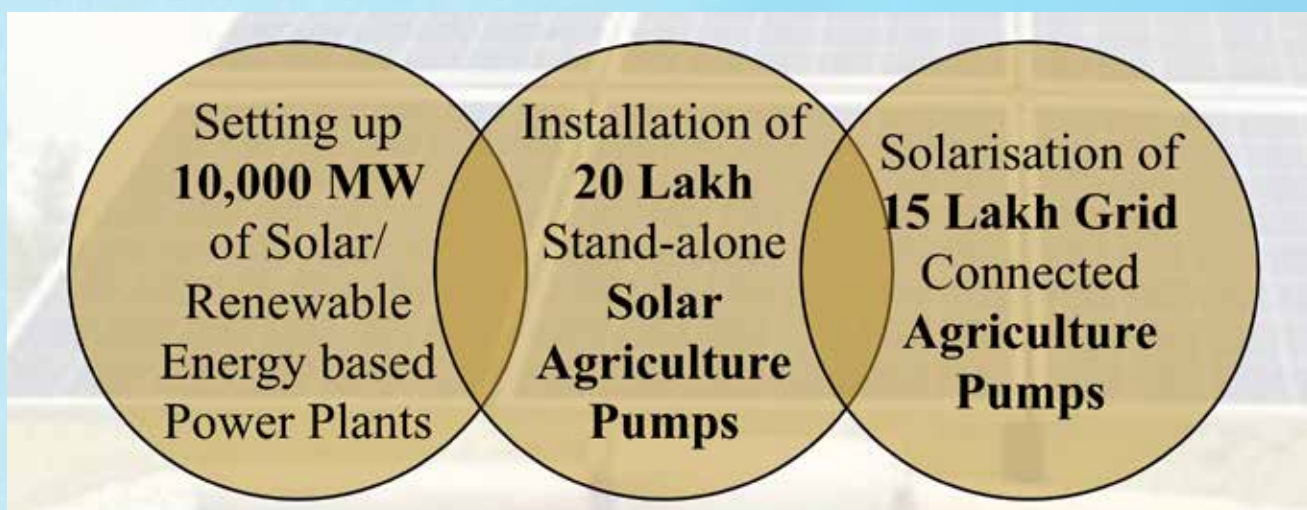 Setting up
10,000 MW
of Solar/
Renewable
Energy based
Power Plants
Installation of
20 Lakh
Stand-alone
Solar
Agriculture
Pumps
Solarisation of
15 Lakh Grid
Connected
Agriculture
Pumps